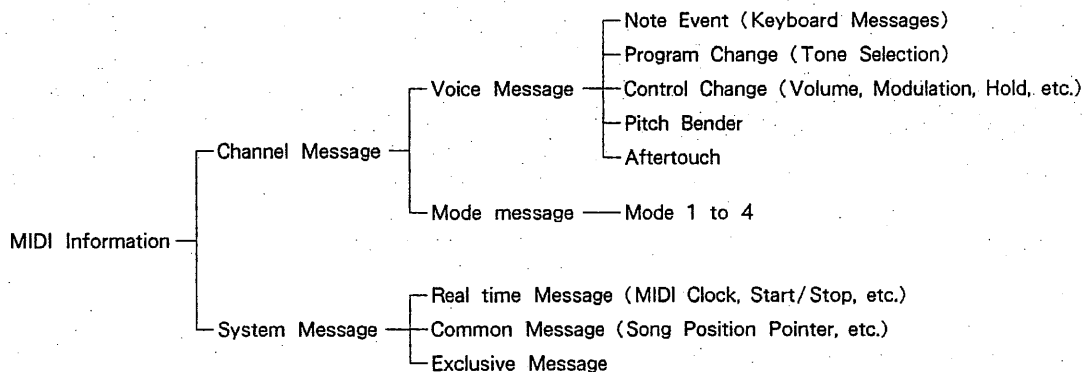 Note Event (Keyboard Messages)
Program Change (Tone Selection)
Voice Message
Control Change (Volume, Modulation, Hold, etc.)
Pitch Bender
Channel Message
Aftertouch
Mode message
Mode 1 to 4
MIDI Information
Real time Message (MIDI Clock, Start/Stop, etc.)
System Message
Common Message (Song Position Pointer, etc.)
Exclusive Message